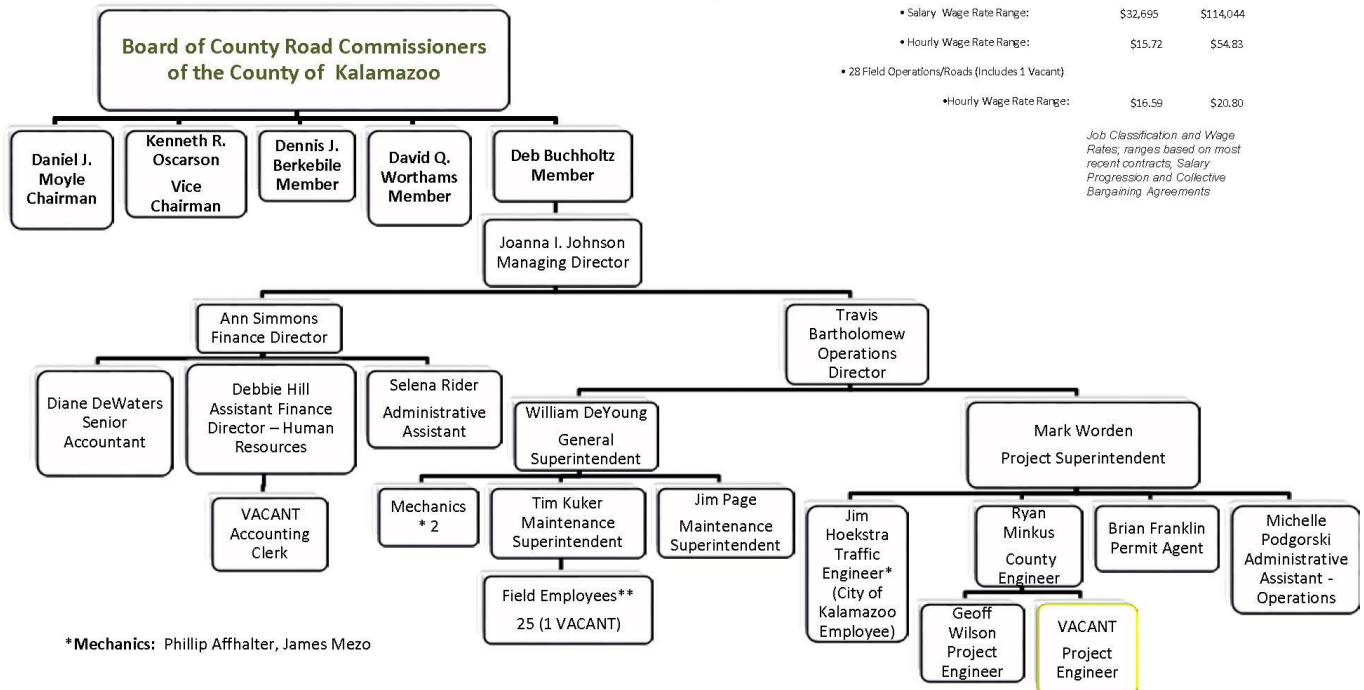 • Salary Wage Rate Range: $32,695 $114,044
• Hourly Wage Rate Range: $15.72 $54.83
• 28 Field Operations/Roads (Includes 1 Vacant)
•Hourly Wage Rate Range: $16.59 $20.80
Job Classification and Wage
Rates; ranges based on most
recent contracts, Salary
Progression and Collective
Bargaining Agreements
Board of County Road Commissioners
of the County of Kalamazoo
Daniel J.
Moyle
Chairman
Kenneth R.
Oscarson
Vice
Chairman
Dennis J.
Berkebile
Member
David Q.
Worthams
Member
Deb Buchholtz
Member
Joanna I. Johnson
Managing Director
Ann Simmons
Finance Director
Travis
Bartholomew
Operations
Director
Diane DeWaters
Senior
Accountant
Debbie Hill
Assistant Finance
Director – Human
Resources
Selena Rider
Administrative
Assistant
William DeYoung
General
Superintendent
Mark Worden
Project Superintendent
VACANT
Accounting
Clerk
Mechanics
* 2
Tim Kuker
Maintenance
Superintendent
Jim Page
Maintenance
Superintendent
Jim
Hoekstra
Traffic
Engineer*
(City of
Kalamazoo
Employee)
Ryan
Minkus
County
Engineer
Brian Franklin
Permit Agent
Michelle
Podgorski
Administrative
Assistant -
Operations
Field Employees**
25 (1 VACANT)
Geoff
Wilson
Project
Engineer
VACANT
Project
Engineer
*Mechanics: Phillip Affhalter, James Mezo